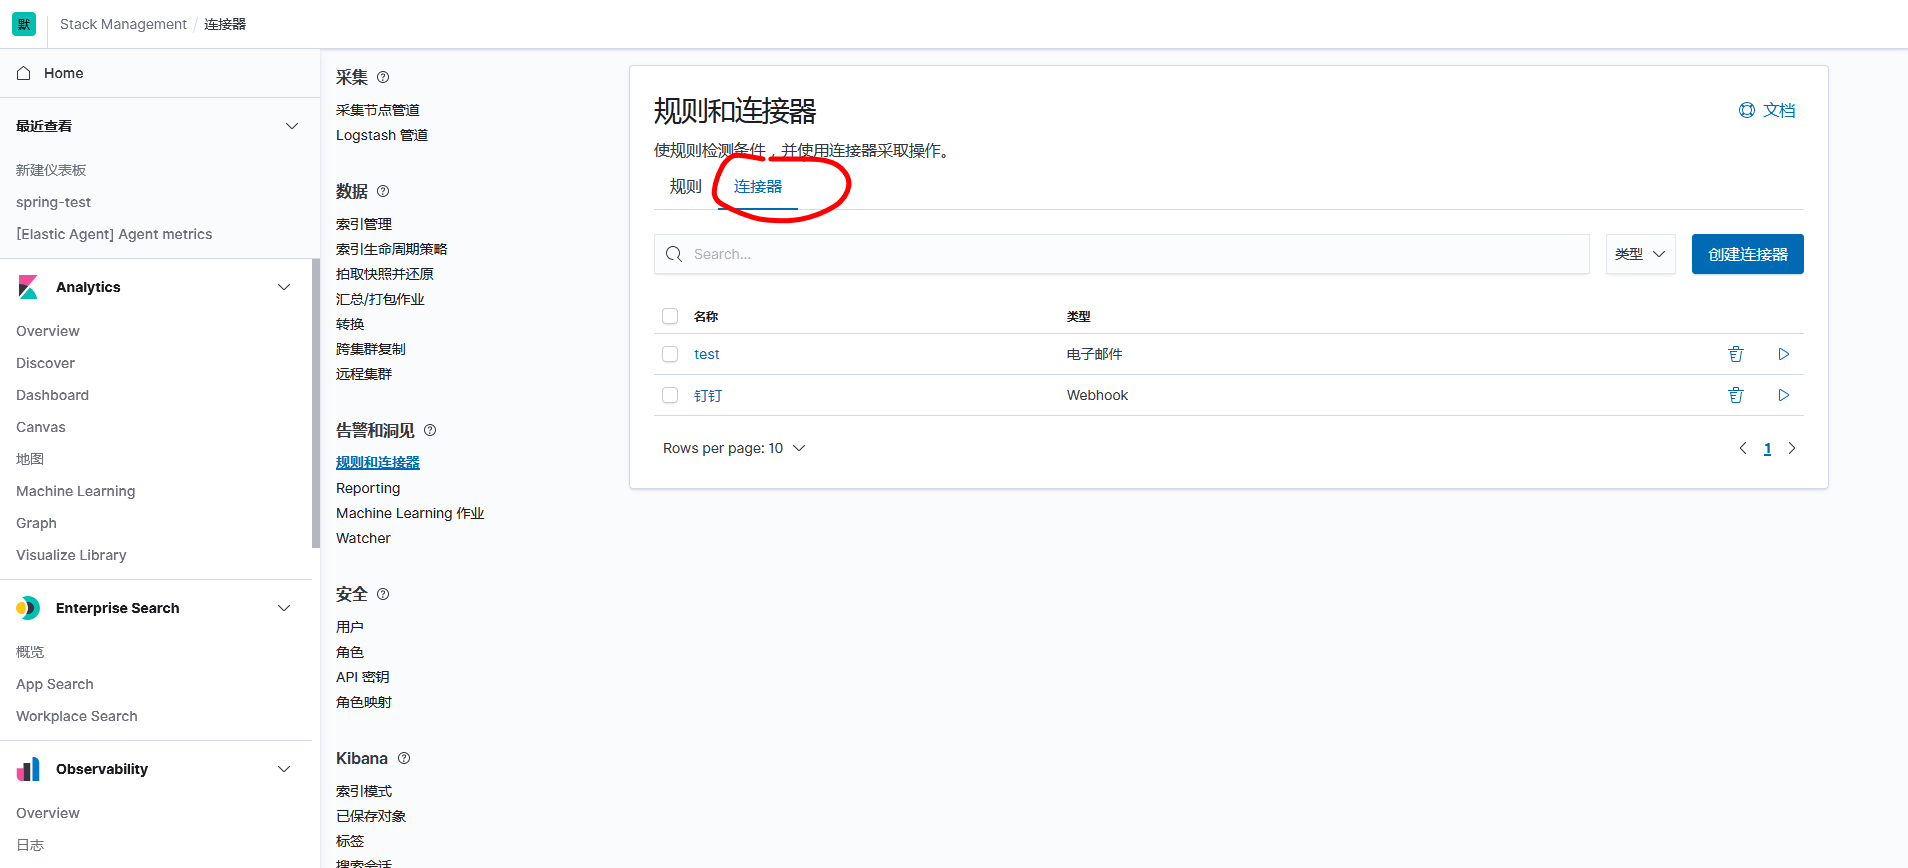 默 Stack Management / 连接器
Home
最近查看
新建仪表板
spring-test
[Elastic Agent] Agent metrics
Analytics
Overview
Discover
Dashboard
Canvas
地图
Machine Learning
Graph
Visualize Library
Enterprise Search
概览
App Search
Workplace Search
Observability
Overview
日志
采集
采集节点管道
Logstash 管道
数据
索引管理
索引生命周期策略
拍取快照并还原
汇总/打包作业
转换
跨集群复制
远程集群
告警和洞见
规则和连接器
Reporting
Machine Learning 作业
Watcher
安全
用户
角色
API 密钥
角色映射
Kibana
索引模式
已保存对象
标签
搜索会话
规则和连接器
文档
使规则检测条件，并使用连接器采取操作。
规则 连接器
Search...
类型
创建连接器
名称 类型
test 电子邮件
钉钉 Webhook
Rows per page: 10
1